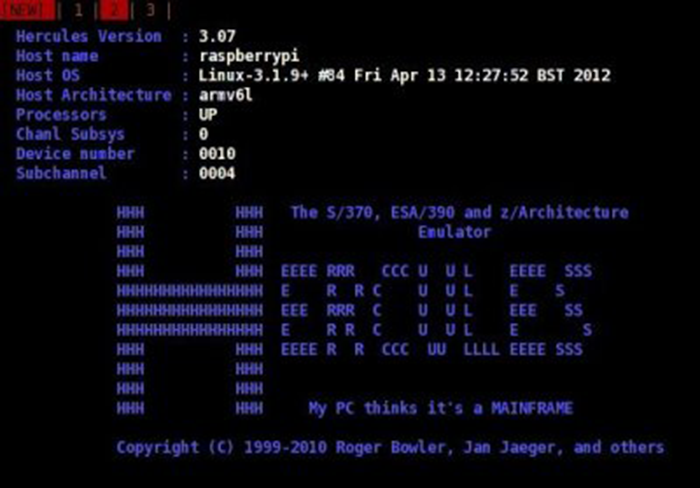 [NEW] | 1 | 2 | 3 |
Hercules Version : 3.07
Host name : raspberrypi
Host OS : Linux-3.1.9+ #84 Fri Apr 13 12:27:52 BST 2012
Host Architecture : armv6l
Processors : UP
Chanl Subsys : 0
Device number : 0010
Subchannel : 0004
HHH HHH The S/370, ESA/390 and z/Architecture
HHH HHH Emulator
HHH HHH
HHH HHH EEEE RRR CCC U U L EEEE SSS
HHHHHHHHHHHHHHHH E R R C U U L E S
HHHHHHHHHHHHHHHH EEE RRR C U U L EEE SS
HHHHHHHHHHHHHHHH E R R C U U L E S
HHH HHH EEEE R R CCC UU LLLL EEEE SSS
HHH HHH
HHH HHH
HHH HHH My PC thinks it's a MAINFRAME
Copyright (C) 1999-2010 Roger Bowler, Jan Jaeger, and others